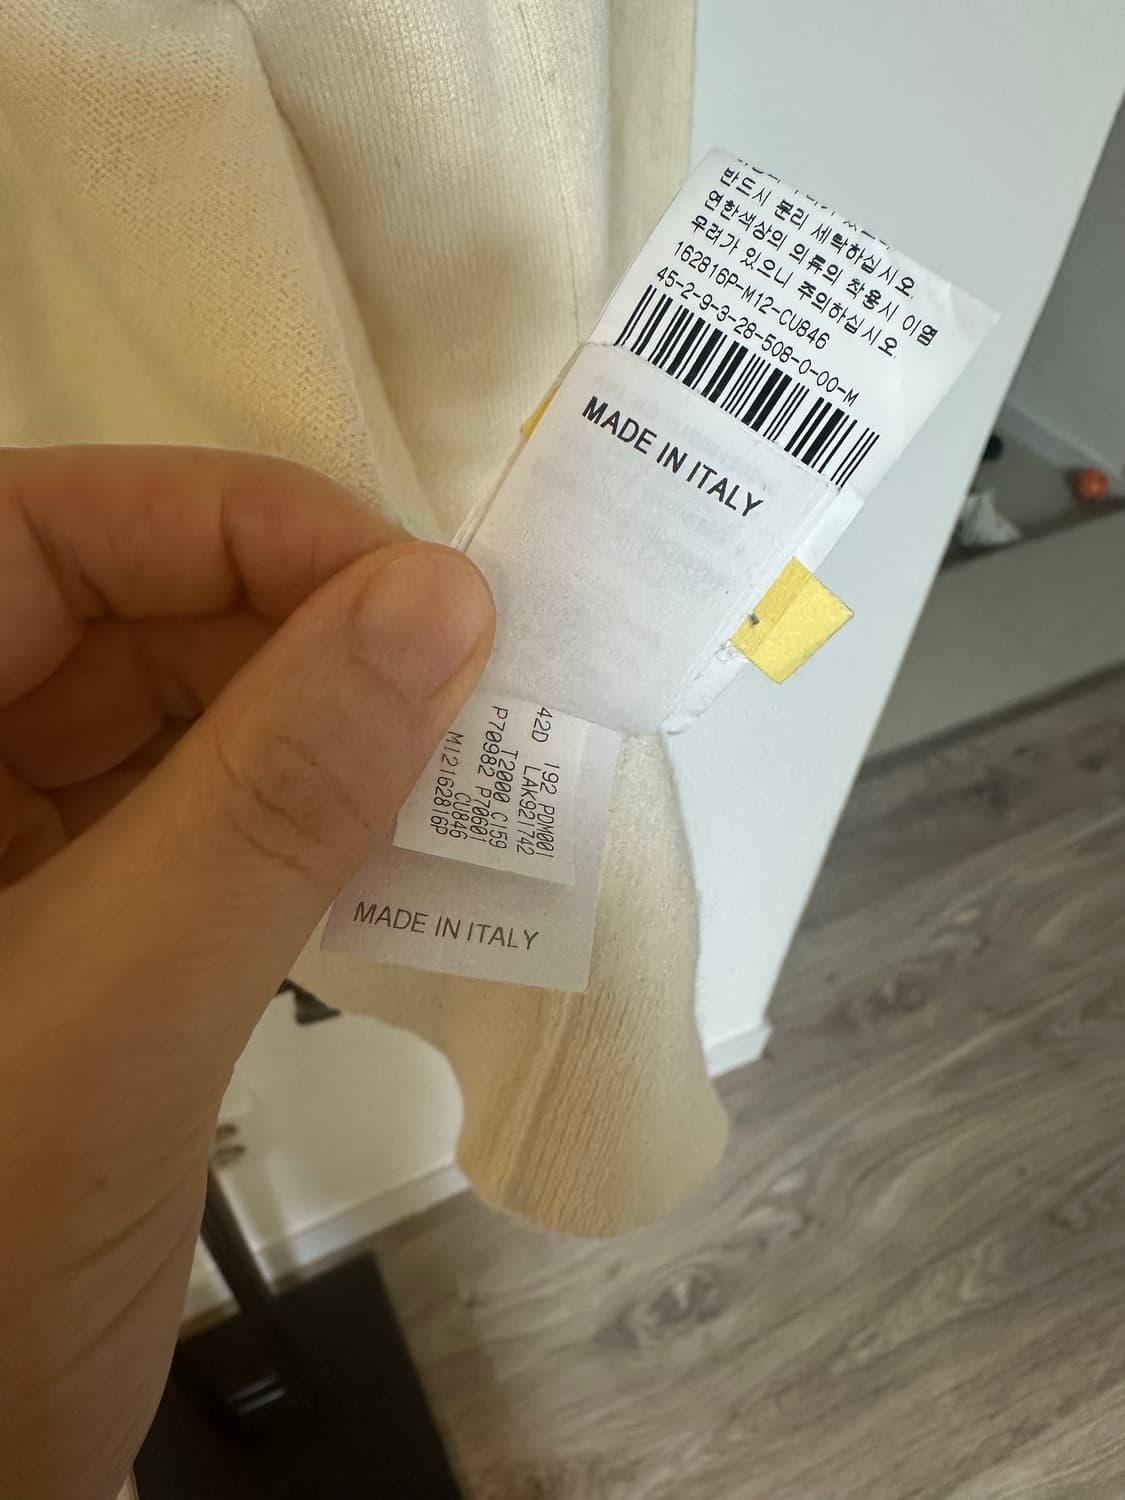 반드시 분리 세탁하십시오.
연한색상의 의류의 착용시 이염
우려가 있으니 주의하십시오.
162816P-M12-CU846
45-2-9-3-28-508-0-00-M
MADE IN ITALY
42D 192 PDM001
LAK921742
T2000 C159
P70982 P70601
CU846
M12162816P
MADE IN ITALY